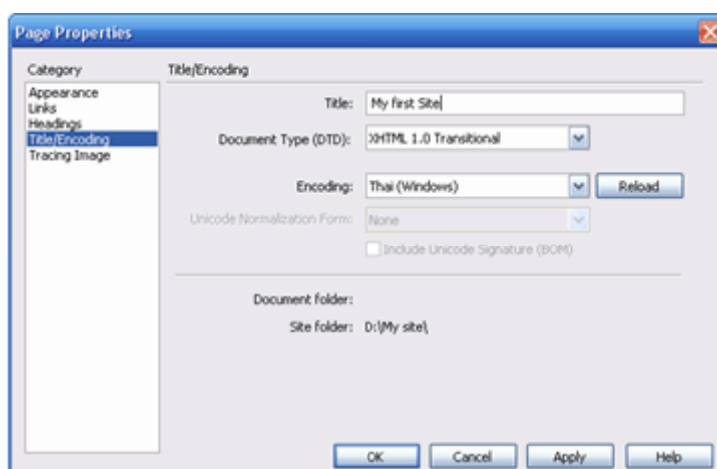 Page Properties
Category
Appearance
Links
Headings
Title/Encoding
Tracing Image
Title/Encoding
Title: My first Site
Document Type (DTD): XHTML 1.0 Transitional
Encoding: Thai (Windows) Reload
Unicode Normalization Form: None
Include Unicode Signature (BOM)
Document folder:
Site folder: D:\My site\
OK Cancel Apply Help